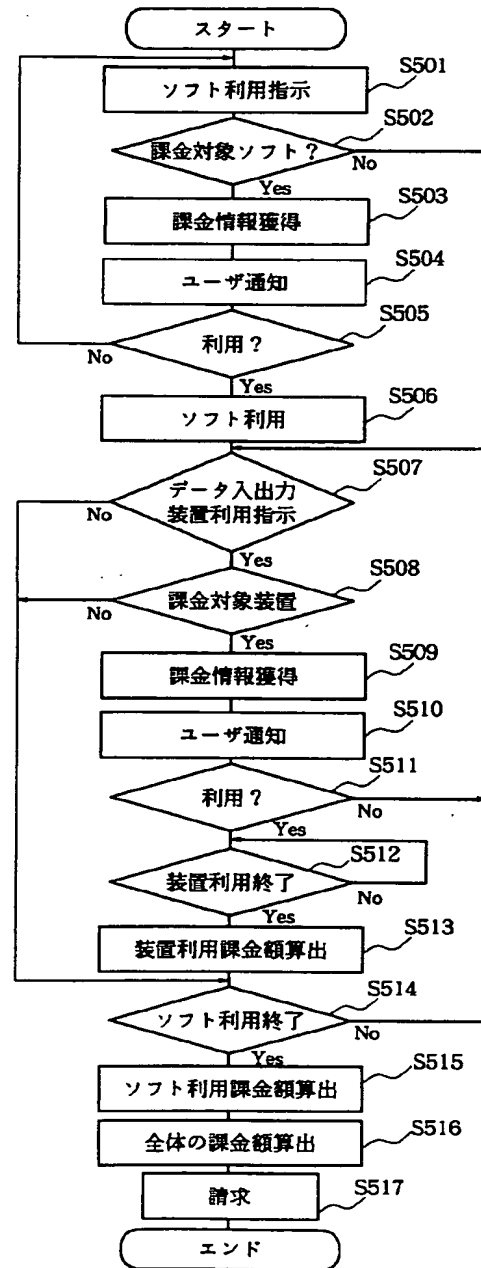 スタート
S501
ソフト利用指示
S502
課金対象ソフト?
No
Yes
S503
課金情報獲得
S504
ユーザ通知
S505
利用?
No
Yes
S506
ソフト利用
S507
データ入出力
装置利用指示
No
Yes
S508
課金対象装置
No
Yes
S509
課金情報獲得
S510
ユーザ通知
S511
利用?
No
Yes
S512
装置利用終了
No
Yes
S513
装置利用課金額算出
S514
ソフト利用終了
No
Yes
S515
ソフト利用課金額算出
S516
全体の課金額算出
S517
請求
エンド